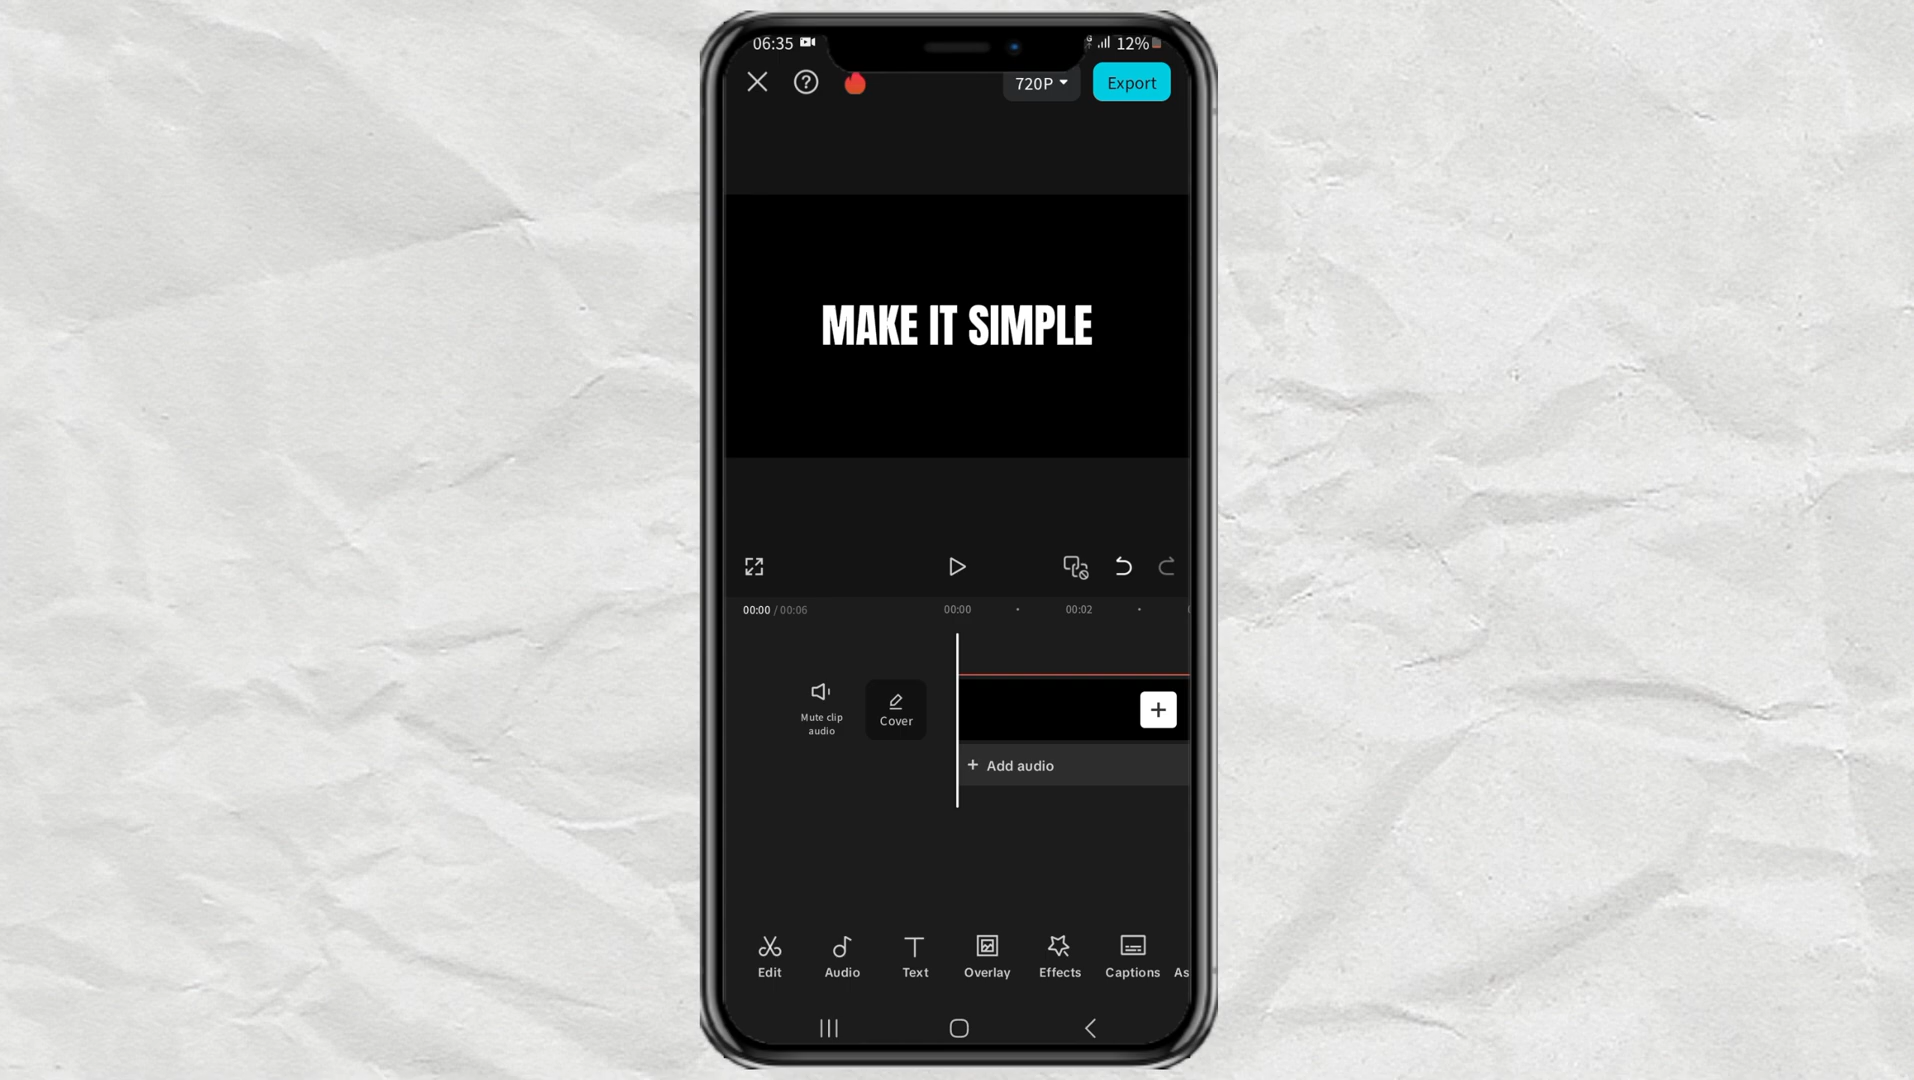 06:35
12%
720P
Export
MAKE IT SIMPLE
00:00 / 00:06
00:00
00:02
Mute clip
audio
Cover
+ Add audio
Edit
Audio
Text
Overlay
Effects
Captions
As